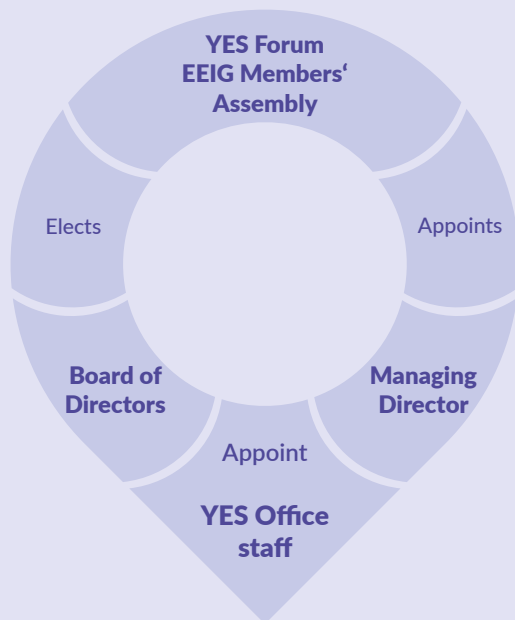 YES Forum
EEIG Members‘
Assembly
Elects
Appoints
Board of
Directors
Managing
Director
Appoint
YES Office
staff